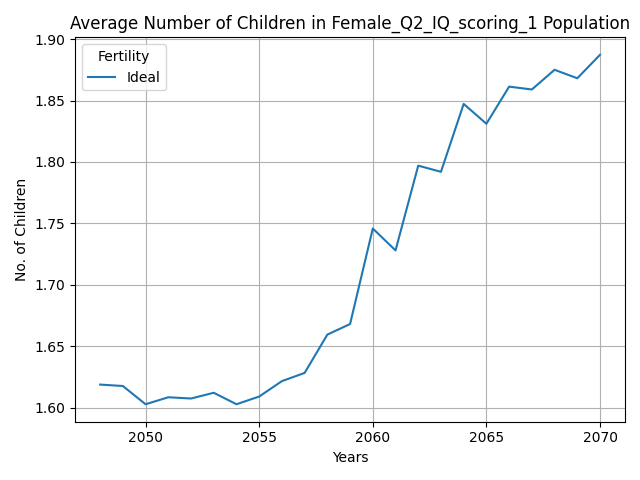 Average Number of Children in Female_Q2_IQ_scoring_1 Population
Fertility
Ideal
1.90
1.85
1.80
1.75
1.70
1.65
1.60
No. of Children
2050
2055
2060
2065
2070
Years